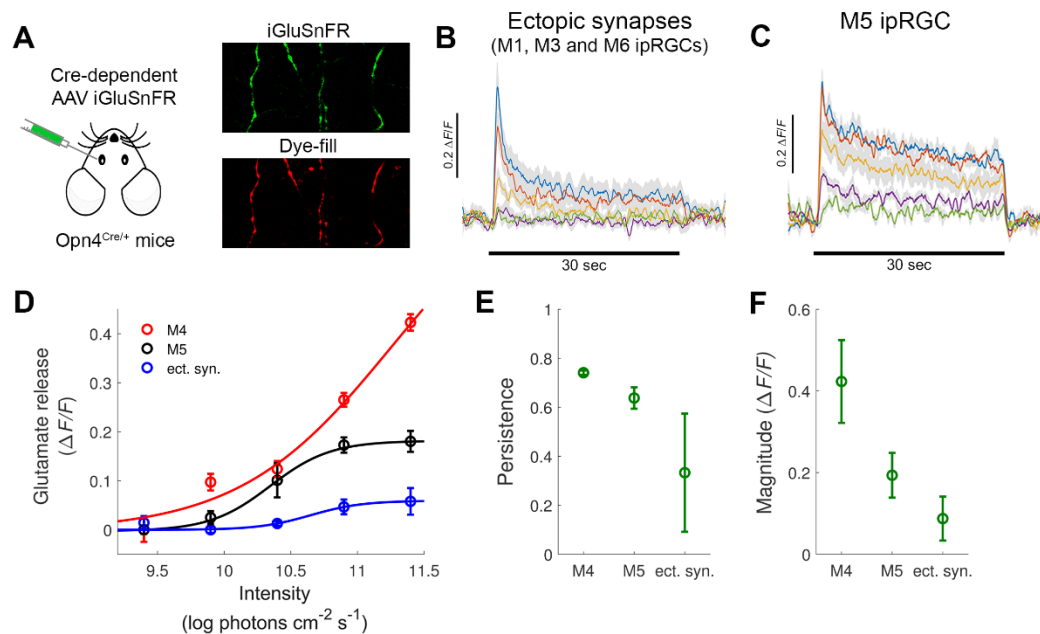 A
Cre-dependent
AAV iGluSnFR
Opn4Cre/+ mice
iGluSnFR
Dye-fill
B
Ectopic synapses
(M1, M3 and M6 ipRGCs)
0.2 ΔF/F
30 sec
C
M5 ipRGC
0.2 ΔF/F
30 sec
D
Glutamate release
(Δ F/F)
0.4
0.3
0.2
0.1
0
M4
M5
ect. syn.
9.5 10 10.5 11 11.5
Intensity
(log photons cm-2 s-1)
E
Persistence
1
0.8
0.6
0.4
0.2
0
M4 M5 ect. syn.
F
Magnitude (Δ F/F)
0.6
0.4
0.2
0
M4 M5 ect. syn.